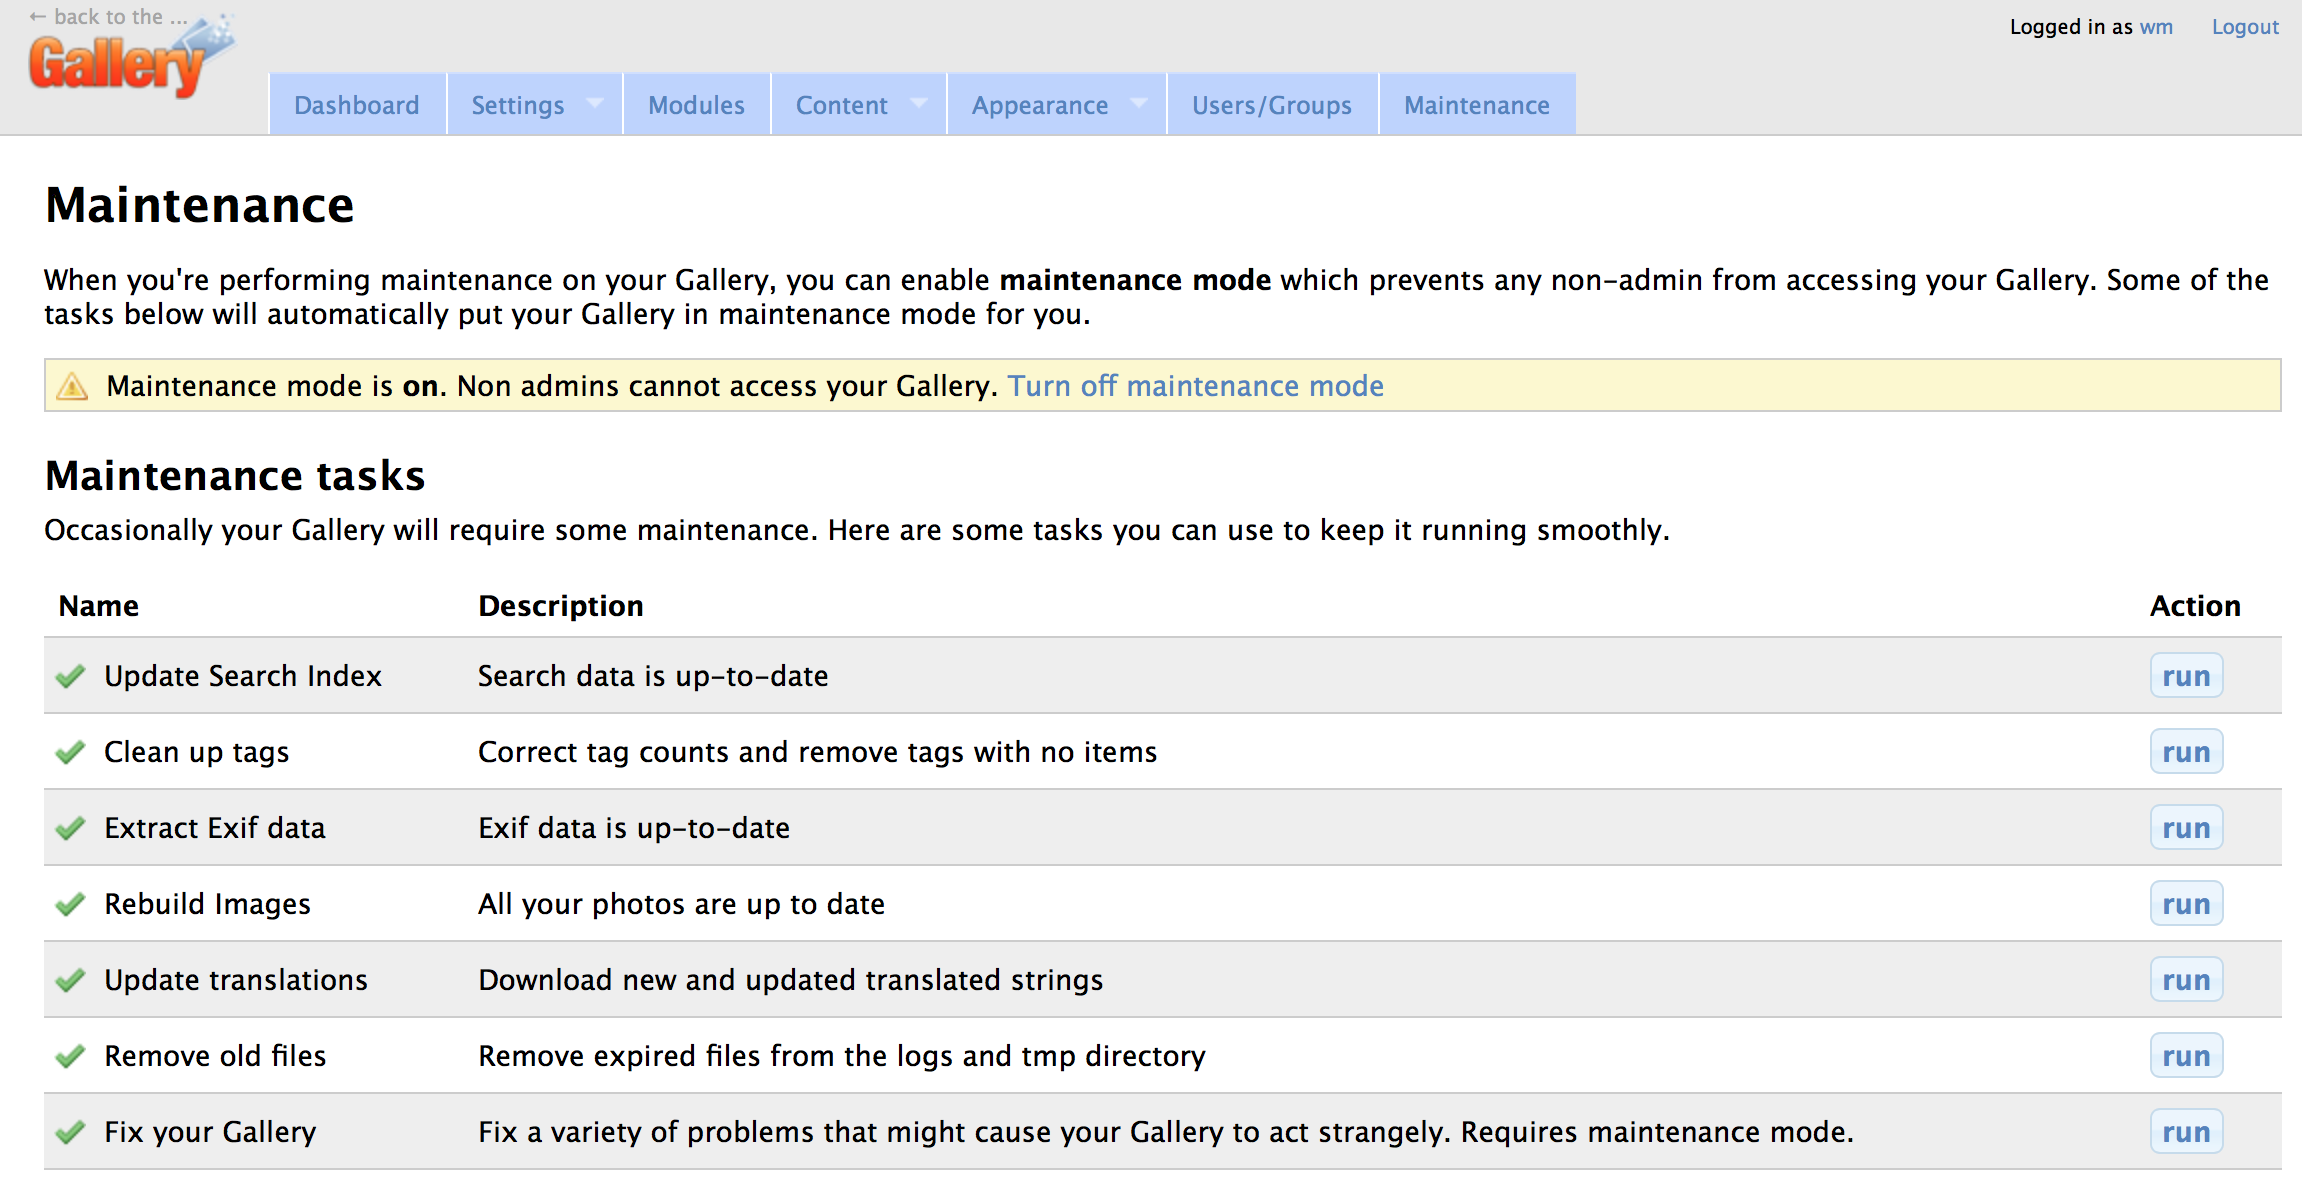 ← back to the ...
Gallery
Logged in as wm Logout
Dashboard Settings Modules Content Appearance Users/Groups Maintenance
Maintenance
When you're performing maintenance on your Gallery, you can enable maintenance mode which prevents any non-admin from accessing your Gallery. Some of the
tasks below will automatically put your Gallery in maintenance mode for you.
Maintenance mode is on. Non admins cannot access your Gallery. Turn off maintenance mode
Maintenance tasks
Occasionally your Gallery will require some maintenance. Here are some tasks you can use to keep it running smoothly.
Name Description Action
Update Search Index Search data is up-to-date run
Clean up tags Correct tag counts and remove tags with no items run
Extract Exif data Exif data is up-to-date run
Rebuild Images All your photos are up to date run
Update translations Download new and updated translated strings run
Remove old files Remove expired files from the logs and tmp directory run
Fix your Gallery Fix a variety of problems that might cause your Gallery to act strangely. Requires maintenance mode. run